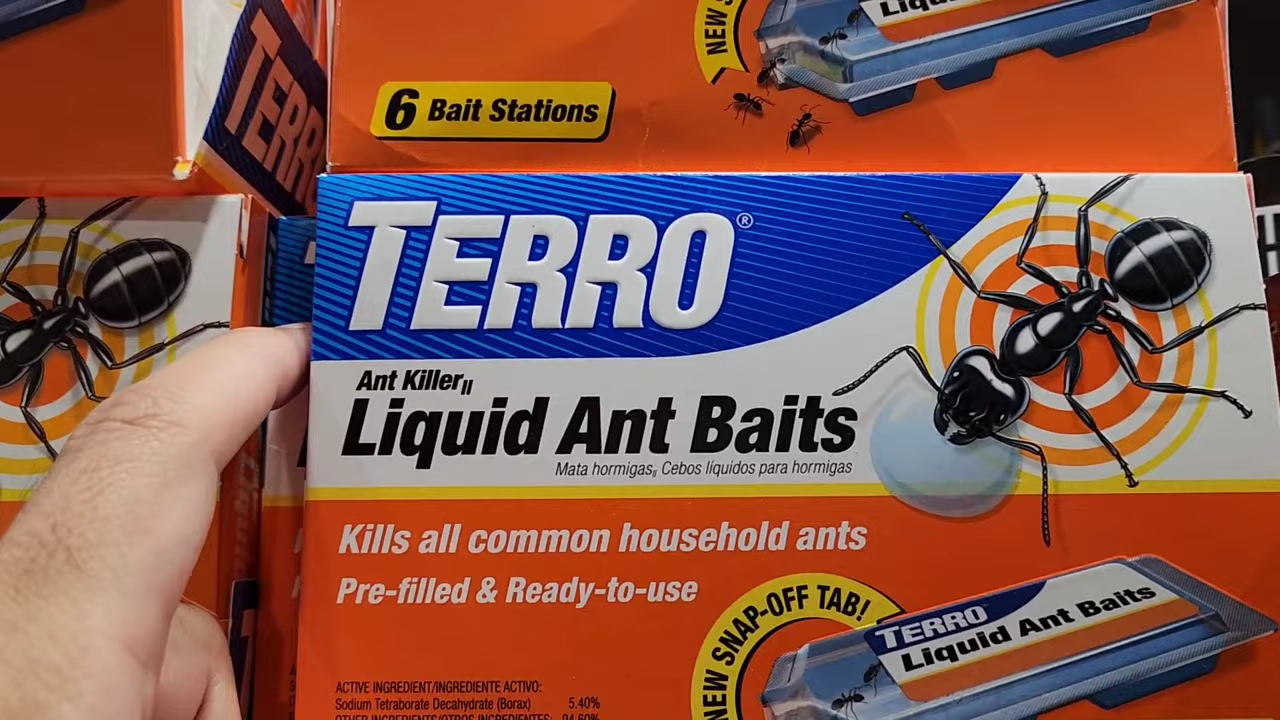 TERRO
Liquid
NEW S
6 Bait Stations
TERRO®
Ant Killer II
Liquid Ant Baits
Mata hormigas II Cebos líquidos para hormigas
Kills all common household ants
Pre-filled & Ready-to-use
NEW SNAP-OFF TAB!
TERRO
Liquid Ant Baits
ACTIVE INGREDIENT/INGREDIENTE ACTIVO:
Sodium Tetraborate Decahydrate (Borax) 5.40%
OTHER INGREDIENTS/OTROS INGREDIENTES: 94.60%